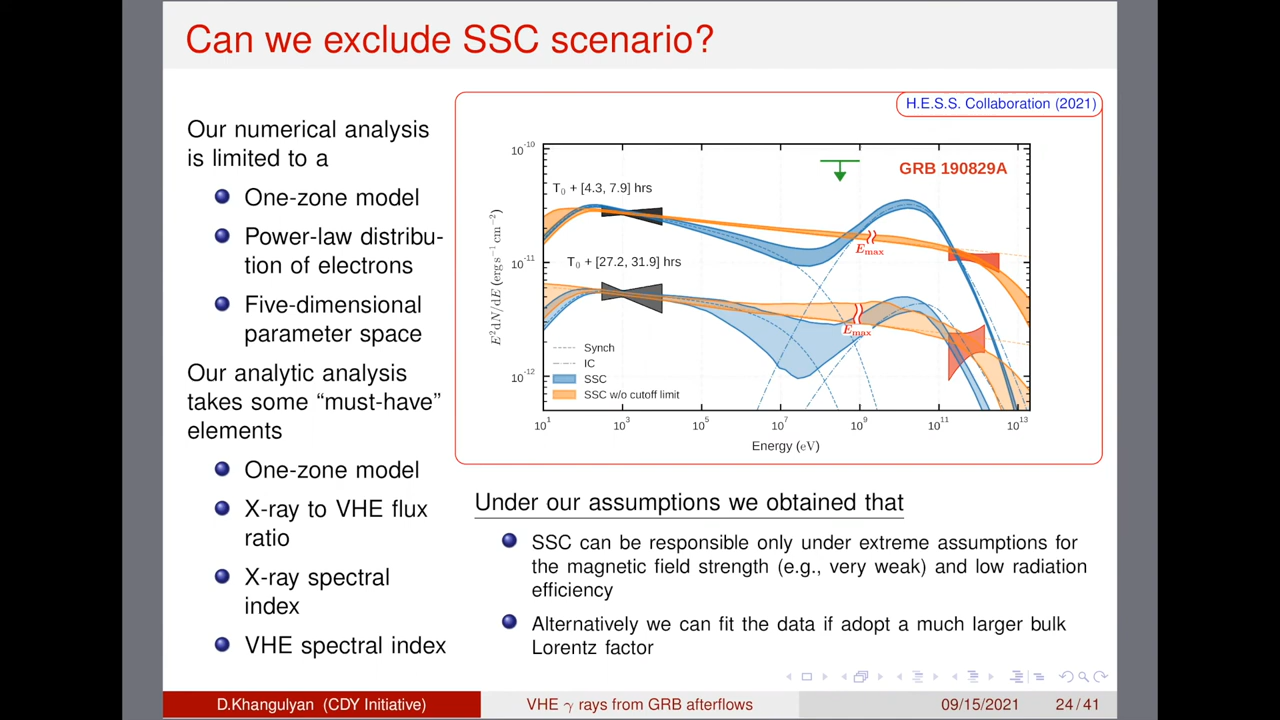 Can we exclude SSC scenario?
Our numerical analysis
is limited to a
One-zone model
Power-law distribu-
tion of electrons
Five-dimensional
parameter space
Our analytic analysis
takes some “must-have”
elements
One-zone model
X-ray to VHE flux
ratio
X-ray spectral
index
VHE spectral index
H.E.S.S. Collaboration (2021)
GRB 190829A
T₀ + [4.3, 7.9] hrs
T₀ + [27.2, 31.9] hrs
E_max
E_max
Synch
IC
SSC
SSC w/o cutoff limit
E²dN/dE (erg s⁻¹ cm⁻²)
10⁻¹⁰
10⁻¹¹
10⁻¹²
10¹ 10³ 10⁵ 10⁷ 10⁹ 10¹¹ 10¹³
Energy (eV)
Under our assumptions we obtained that
SSC can be responsible only under extreme assumptions for
the magnetic field strength (e.g., very weak) and low radiation
efficiency
Alternatively we can fit the data if adopt a much larger bulk
Lorentz factor
D.Khangulyan (CDY Initiative) VHE γ rays from GRB afterflows 09/15/2021 24 / 41